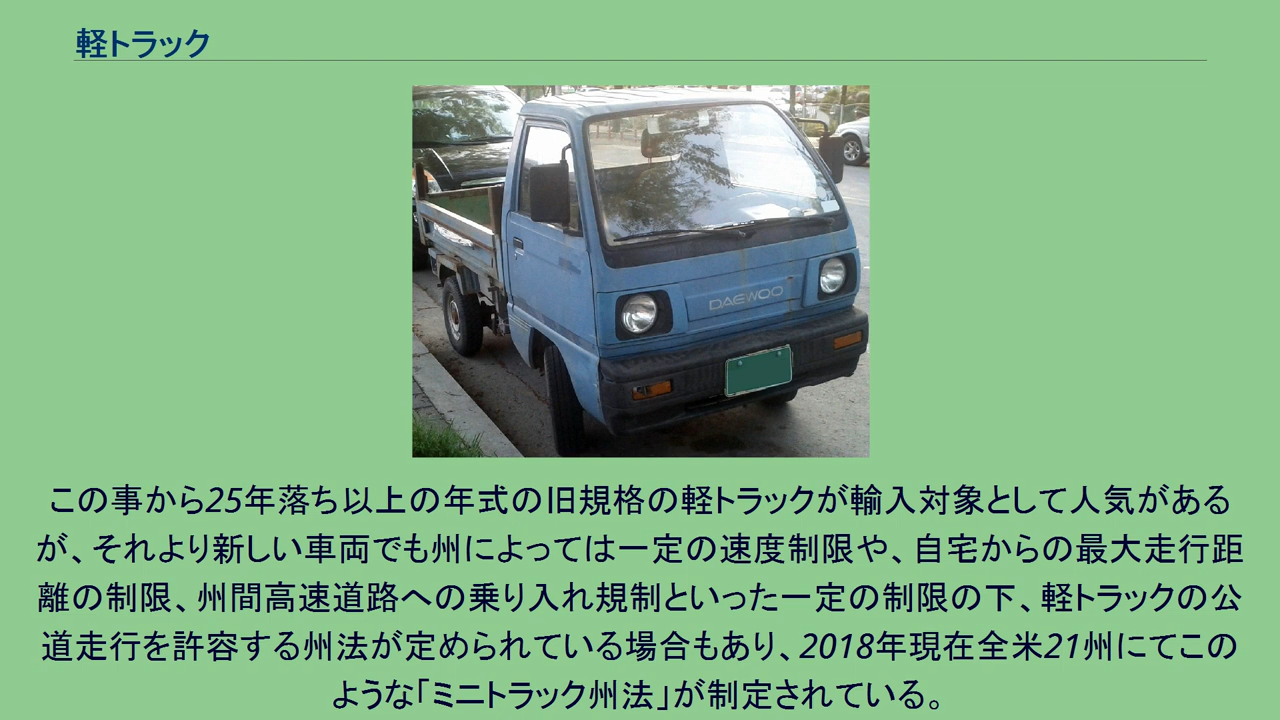 軽トラック
DAEWOO
この事から25年落ち以上の年式の旧規格の軽トラックが輸入対象として人気がある
が、それより新しい車両でも州によっては一定の速度制限や、自宅からの最大走行距
離の制限、州間高速道路への乗り入れ規制といった一定の制限の下、軽トラックの公
道走行を許容する州法が定められている場合もあり、2018年現在全米21州にてこの
ような「ミニトラック州法」が制定されている。